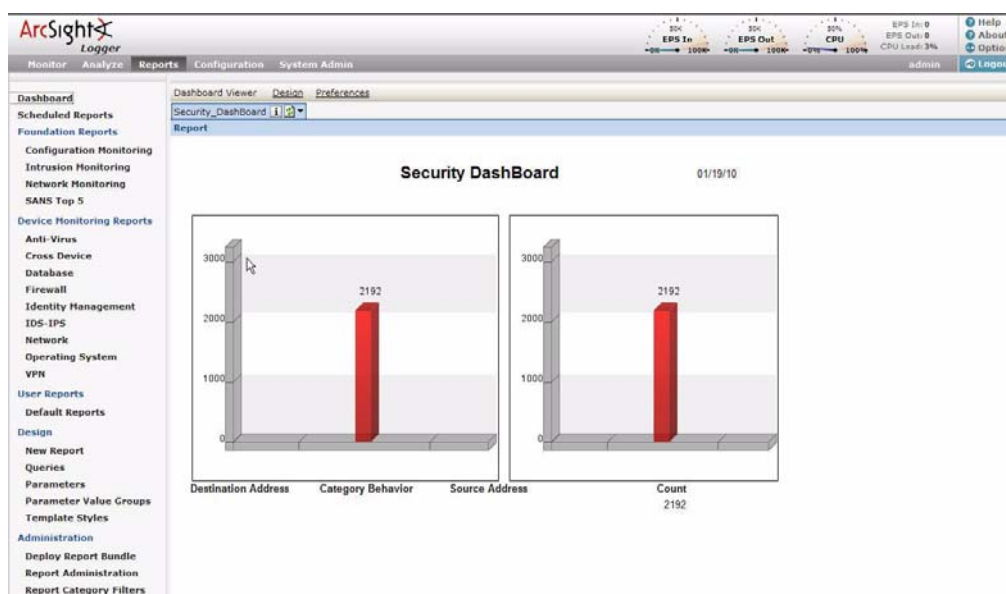 ArcSight
Logger
EPS In
EPS Out
CPU
EPS In: 0
EPS Out: 0
CPU Load: 3%
Help
About
Optio
Monitor Analyze Reports Configuration System Admin
admin
Logou
Dashboard
Scheduled Reports
Foundation Reports
Configuration Monitoring
Intrusion Monitoring
Network Monitoring
SANS Top 5
Device Monitoring Reports
Anti-Virus
Cross Device
Database
Firewall
Identity Management
IDS-IPS
Network
Operating System
VPN
User Reports
Default Reports
Design
New Report
Queries
Parameters
Parameter Value Groups
Template Styles
Administration
Deploy Report Bundle
Report Administration
Report Category Filters
Dashboard Viewer Design Preferences
Security_DashBoard
Report
Security DashBoard 01/19/10
3000
2000
1000
0
2192
3000
2000
1000
0
2192
Destination Address Category Behavior Source Address Count
2192